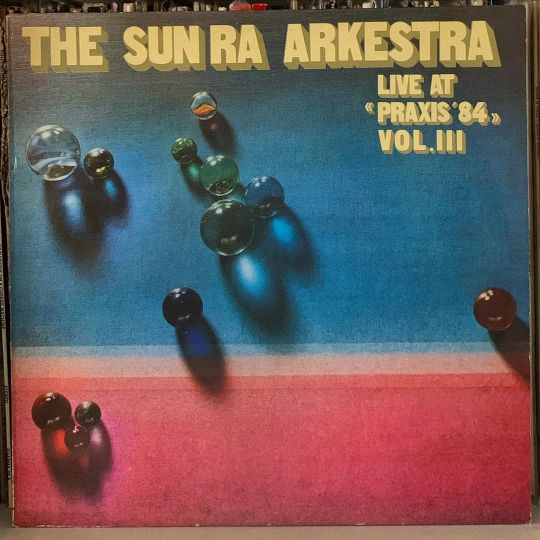 THE SUN RA ARKESTRA
LIVE AT
«PRAXIS'84»
VOL.III